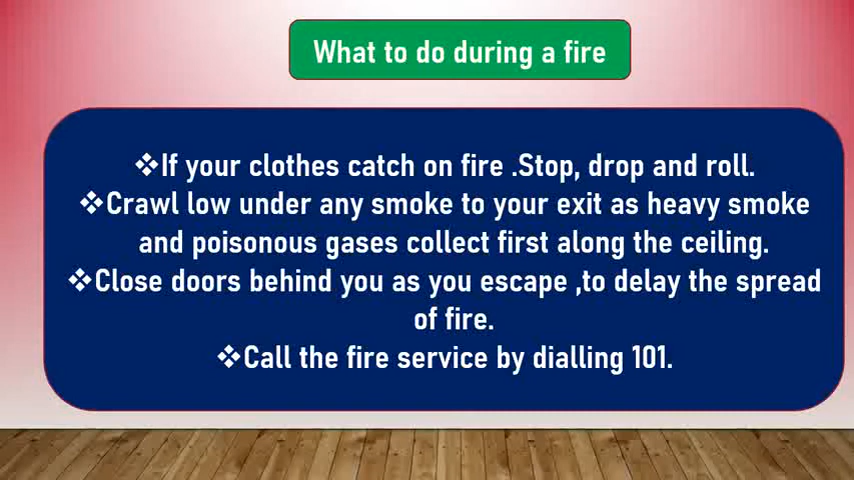 What to do during a fire
❖If your clothes catch on fire .Stop, drop and roll.
❖Crawl low under any smoke to your exit as heavy smoke
and poisonous gases collect first along the ceiling.
❖Close doors behind you as you escape ,to delay the spread
of fire.
❖Call the fire service by dialling 101.